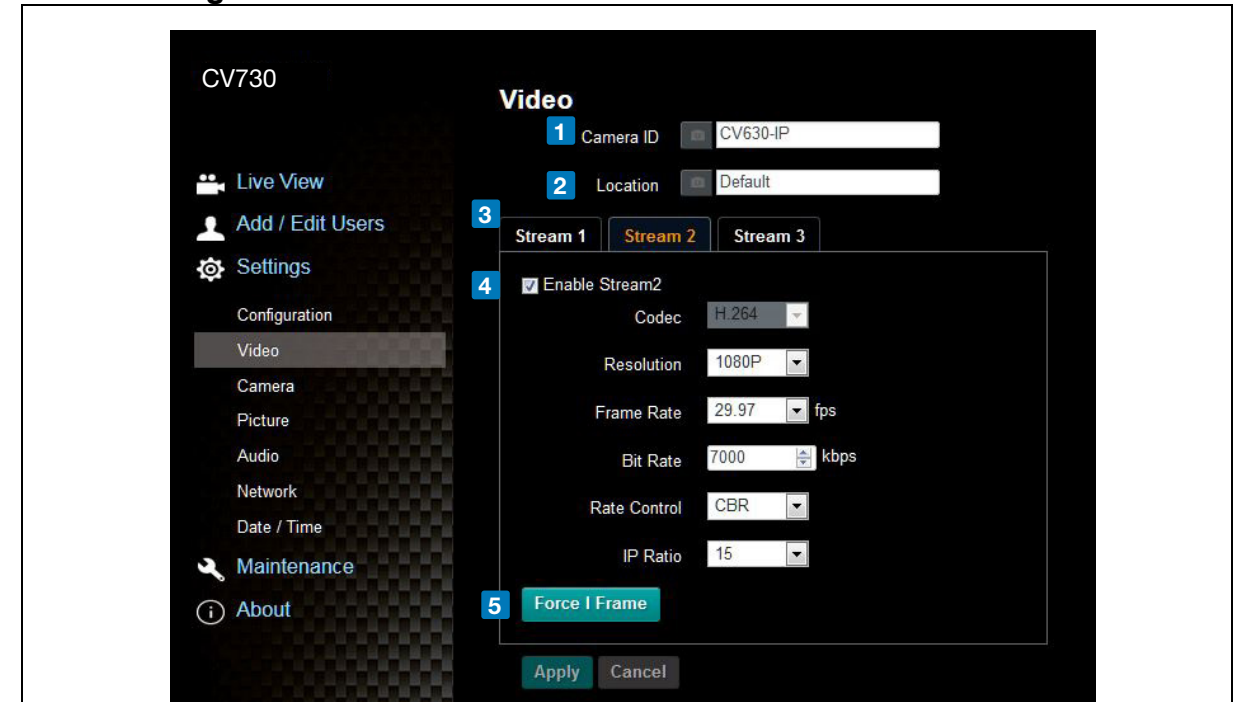 CV730
Live View
Add / Edit Users
Settings
Configuration
Video
Camera
Picture
Audio
Network
Date / Time
Maintenance
About
Video
1 Camera ID CV630-IP
2 Location Default
3 Stream 1 Stream 2 Stream 3
4 Enable Stream2
Codec H.264
Resolution 1080P
Frame Rate 29.97 fps
Bit Rate 7000 kbps
Rate Control CBR
IP Ratio 15
5 Force I Frame
Apply Cancel